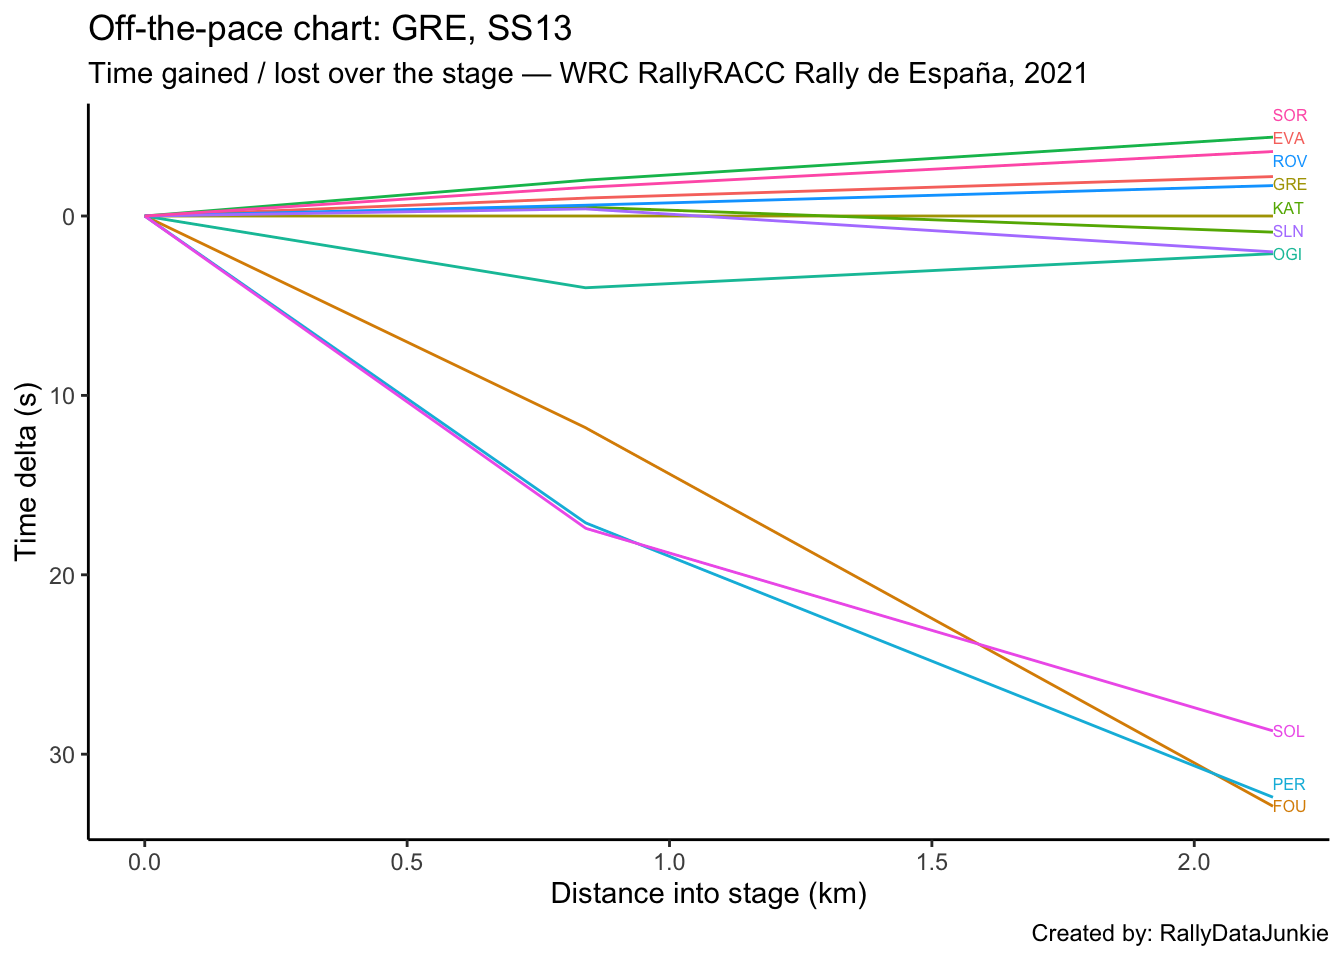 Off-the-pace chart: GRE, SS13
Time gained / lost over the stage — WRC RallyRACC Rally de España, 2021
SOR
EVA
ROV
GRE
KAT
SLN
OGI
SOL
PER
FOU
0
10
20
30
Time delta (s)
0.0 0.5 1.0 1.5 2.0
Distance into stage (km)
Created by: RallyDataJunkie